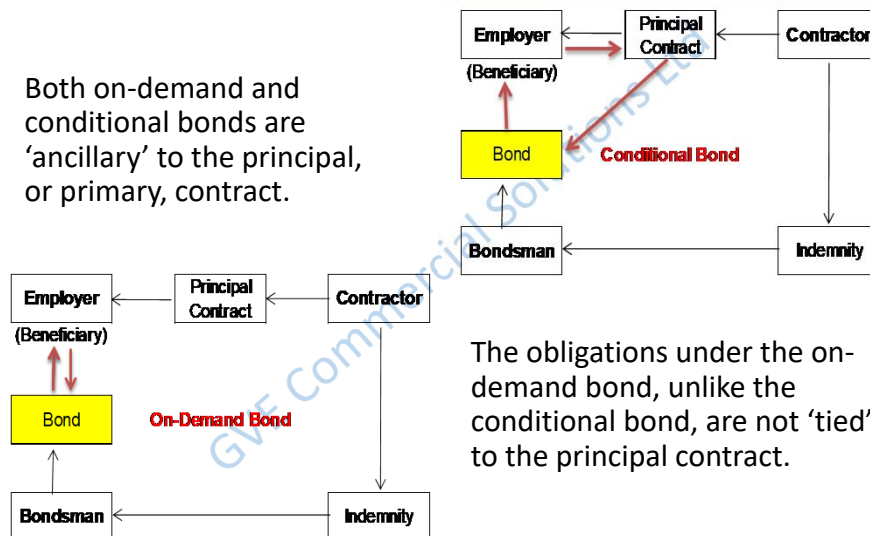 Both on-demand and
conditional bonds are
‘ancillary’ to the principal,
or primary, contract.
Employer
(Beneficiary)
Principal
Contract
Contractor
Bond
Conditional Bond
Bondsman
Indemnity
Employer
(Beneficiary)
Principal
Contract
Contractor
Bond
On-Demand Bond
Bondsman
Indemnity
The obligations under the on-
demand bond, unlike the
conditional bond, are not ‘tied’
to the principal contract.
GVF Commercial Solutions Ltd